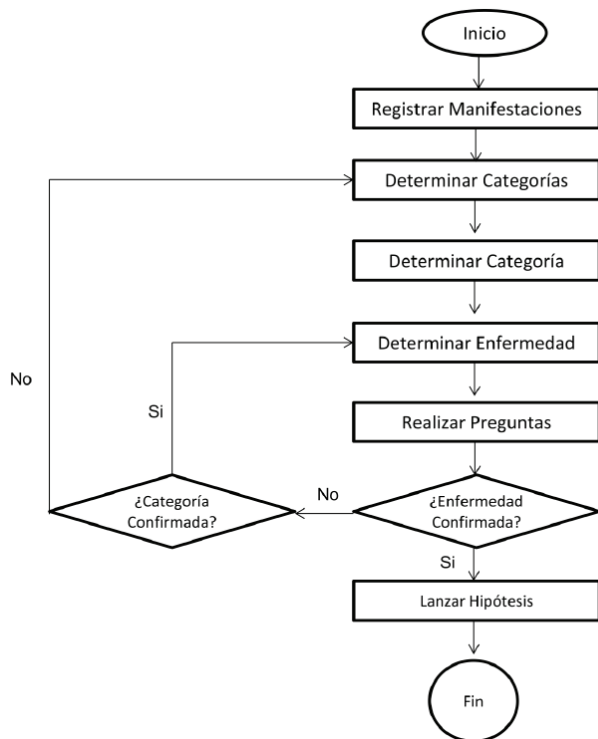 Inicio
Registrar Manifestaciones
Determinar Categorías
Determinar Categoría
Determinar Enfermedad
No
Si
Realizar Preguntas
¿Categoría
Confirmada?
No
¿Enfermedad
Confirmada?
Si
Lanzar Hipótesis
Fin